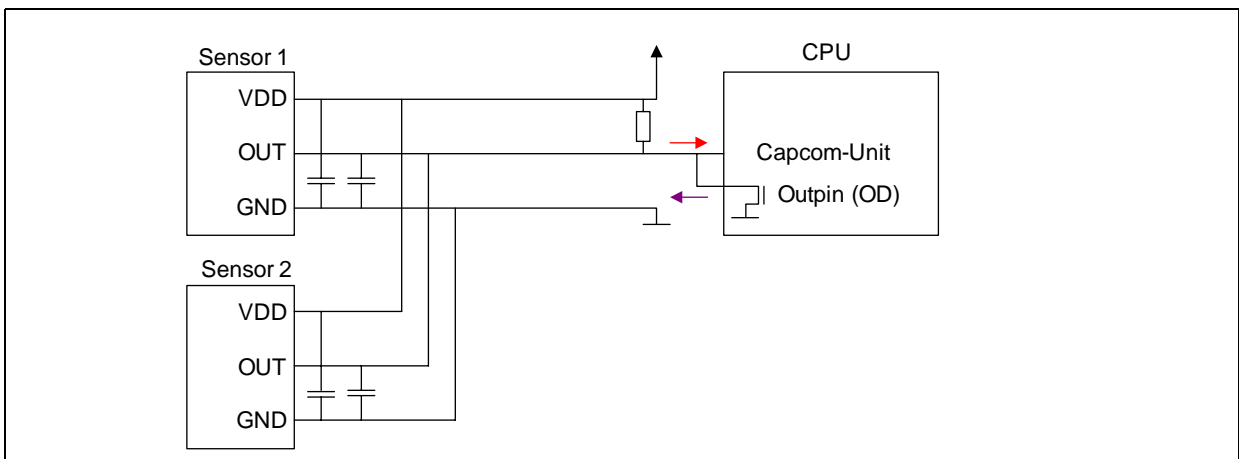 Sensor 1
VDD
OUT
GND
CPU
Capcom-Unit
Outpin (OD)
Sensor 2
VDD
OUT
GND